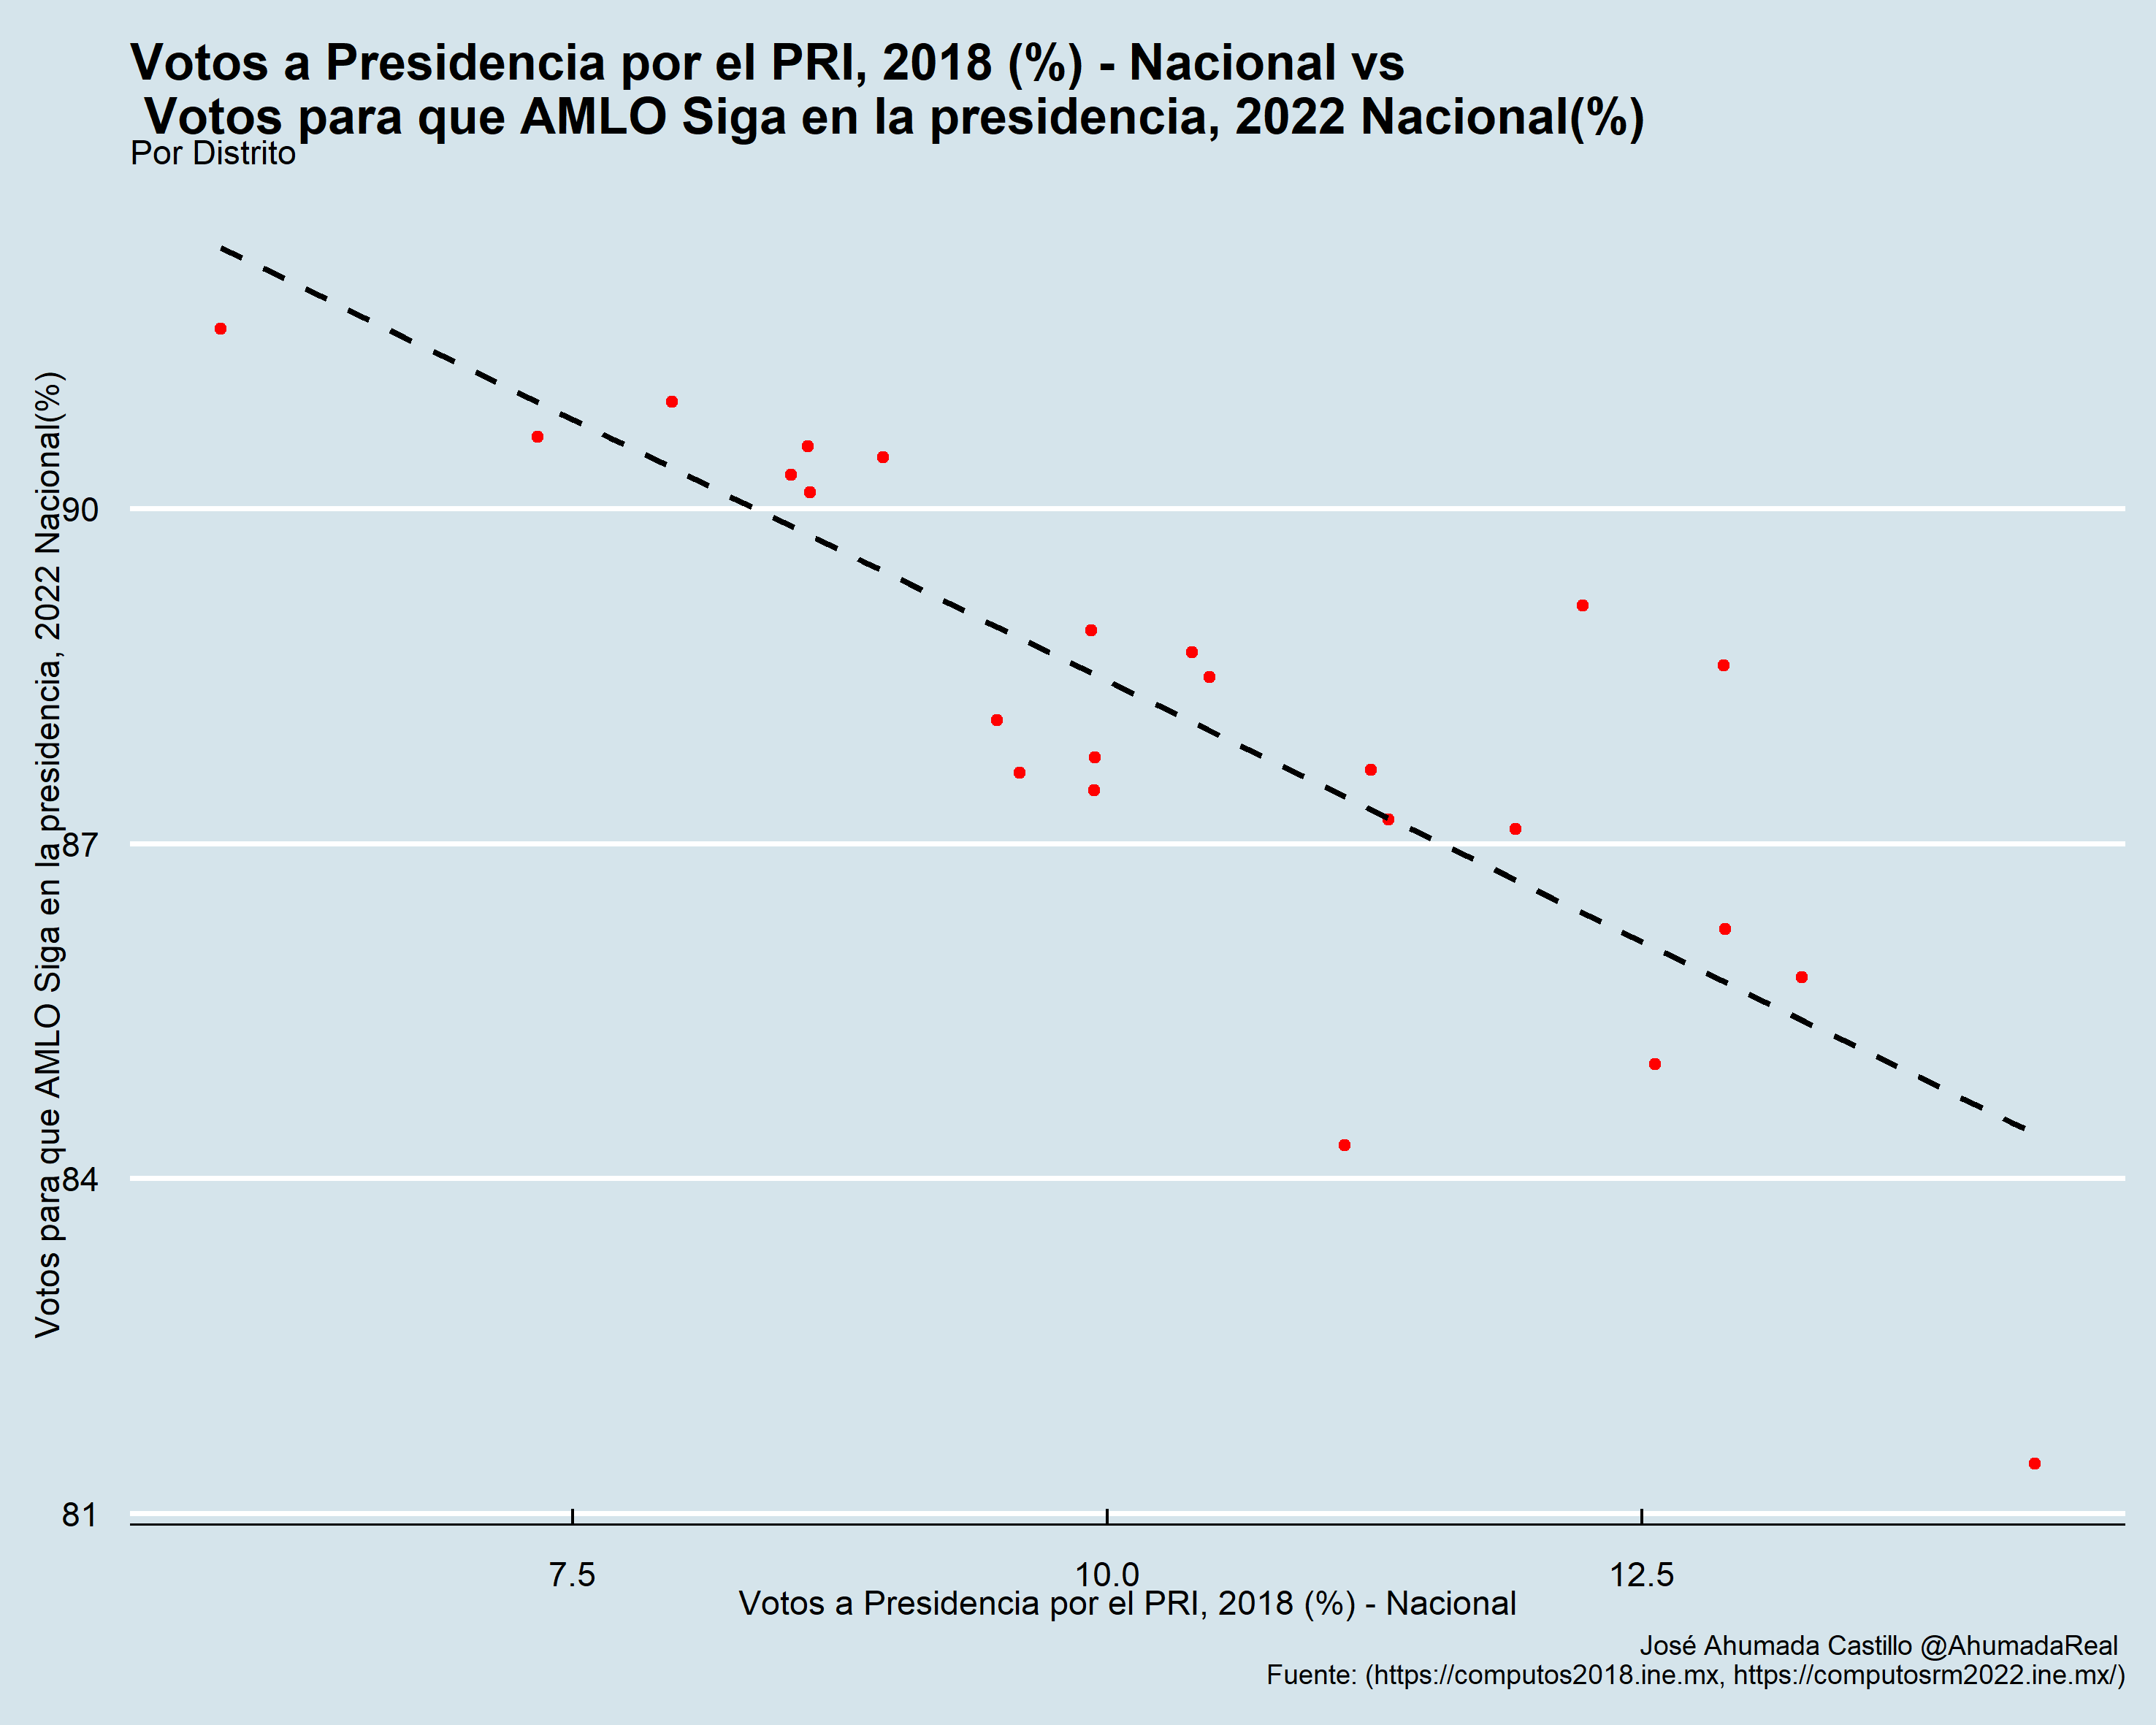 Votos a Presidencia por el PRI, 2018 (%) - Nacional vs
Votos para que AMLO Siga en la presidencia, 2022 Nacional(%)
Por Distrito
Votos para que AMLO Siga en la presidencia, 2022 Nacional(%)
90
87
84
81
7.5
10.0
12.5
Votos a Presidencia por el PRI, 2018 (%) - Nacional
José Ahumada Castillo @AhumadaReal
Fuente: (https://computos2018.ine.mx, https://computosrm2022.ine.mx/)